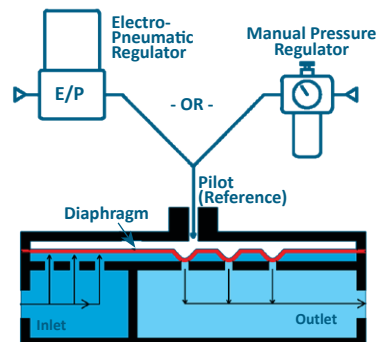 Electro-
Pneumatic
Regulator
Manual Pressure
Regulator
E/P
- OR -
Pilot
(Reference)
Diaphragm
Inlet
Outlet